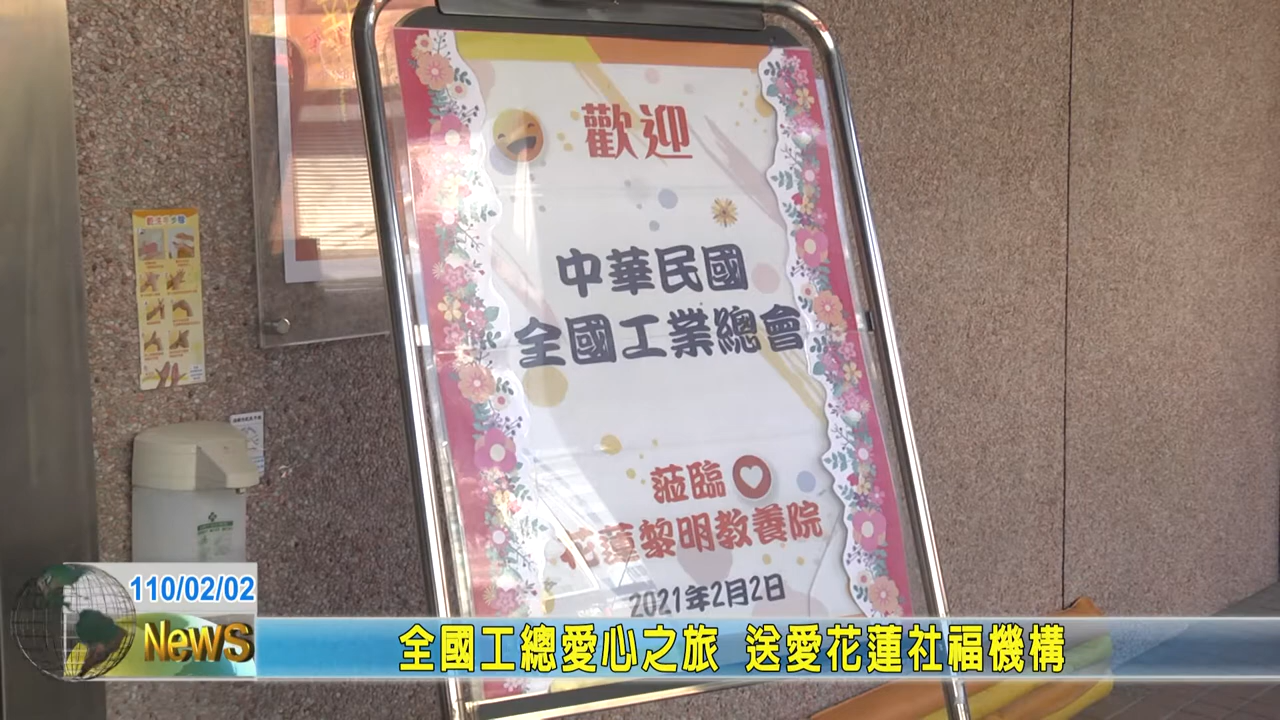 歡迎
中華民國
全國工業總會
蒞臨
花蓮黎明教養院
2021年2月2日
110/02/02
News
全國工總愛心之旅 送愛花蓮社福機構